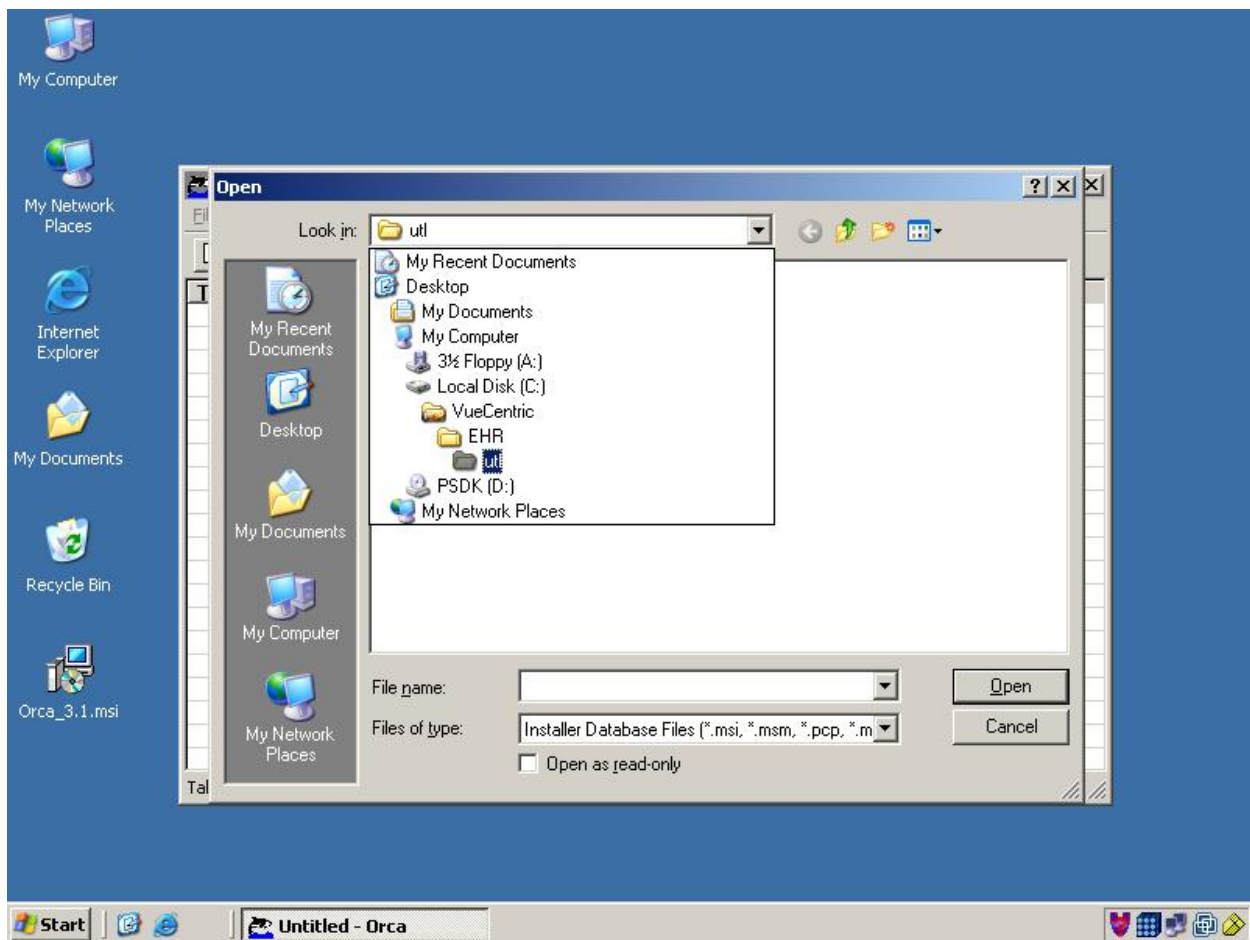 My Computer
My Network
Places
Internet
Explorer
My Documents
Recycle Bin
Orca_3.1.msi
Open
Look in:
utl
My Recent Documents
Desktop
My Documents
My Computer
3½ Floppy (A:)
Local Disk (C:)
VueCentric
EHR
utl
PSDK (D:)
My Network Places
My Recent
Documents
Desktop
My Documents
My Computer
My Network
Places
File name:
Files of type:
Installer Database Files (*.msi, *.msm, *.pcp, *.m
Open as read-only
Open
Cancel
Start
Untitled - Orca